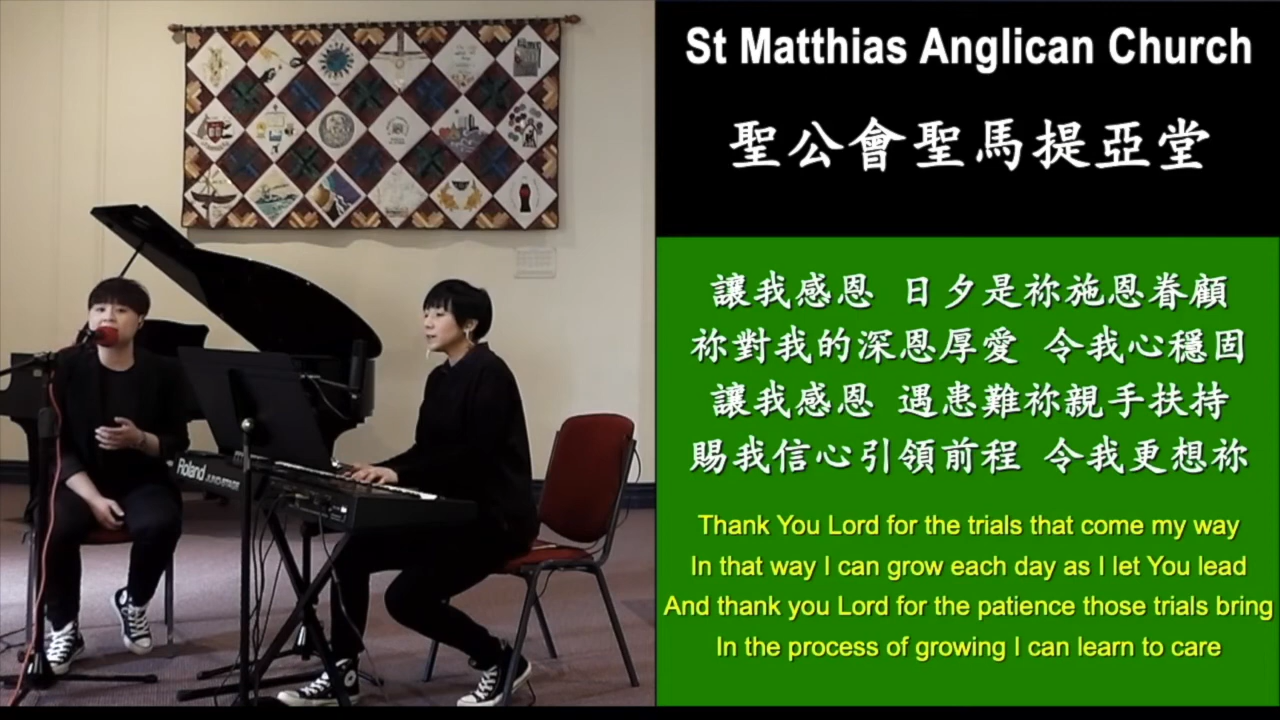 St Matthias Anglican Church
聖公會聖馬提亞堂
讓我感恩 日夕是祢施恩眷顧
祢對我的深恩厚愛 令我心穩固
讓我感恩 遇患難祢親手扶持
賜我信心引領前程 令我更想祢
Thank You Lord for the trials that come my way
In that way I can grow each day as I let You lead
And thank you Lord for the patience those trials bring
In the process of growing I can learn to care
Roland